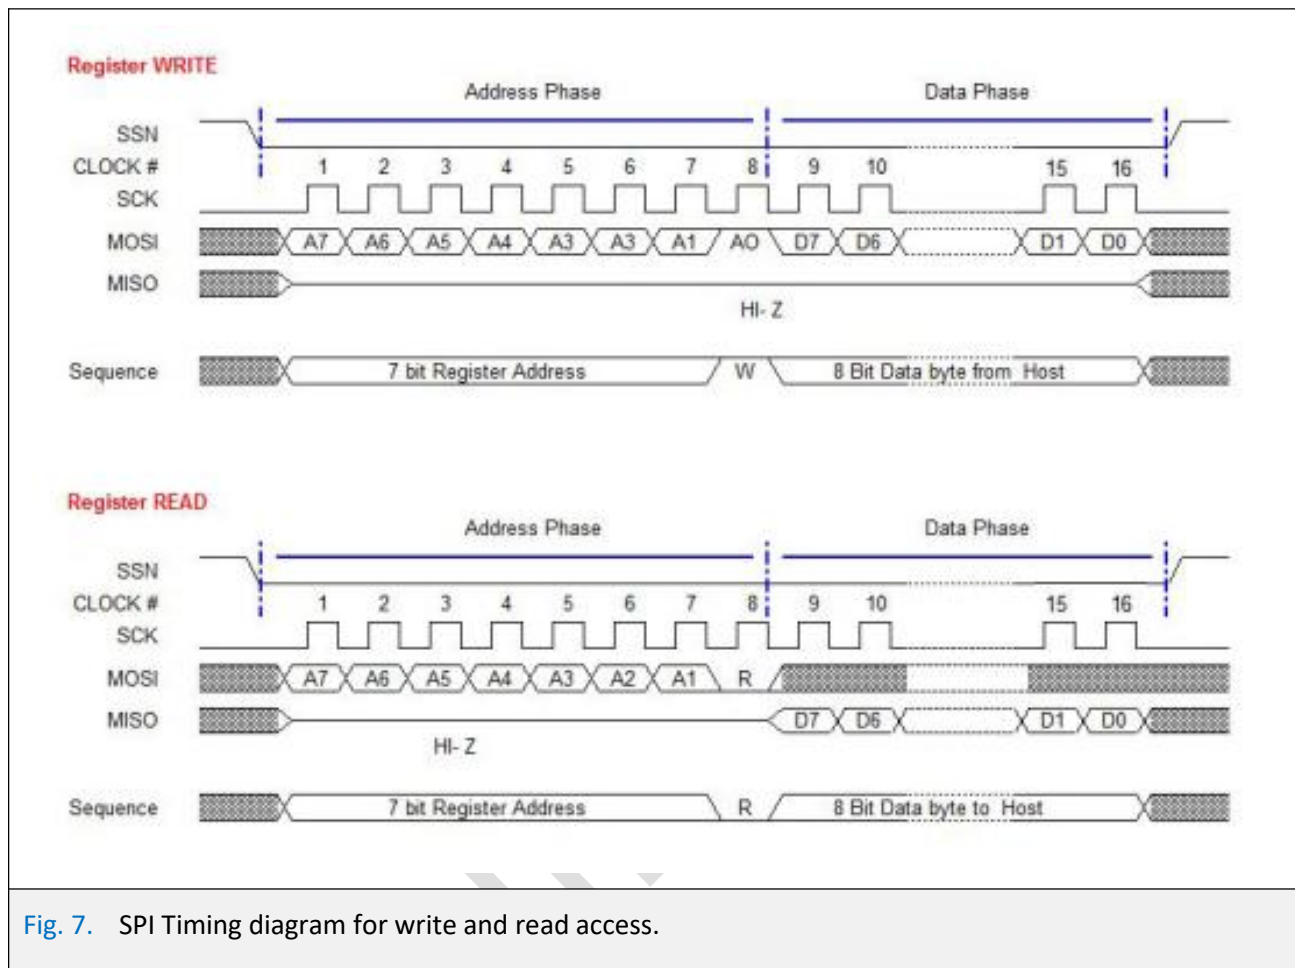 Register WRITE
Address Phase Data Phase
SSN
CLOCK # 1 2 3 4 5 6 7 8 9 10 15 16
SCK
MOSI A7 A6 A5 A4 A3 A3 A1 AO D7 D6 D1 D0
MISO
HI- Z
Sequence 7 bit Register Address W 8 Bit Data byte from Host
Register READ
Address Phase Data Phase
SSN
CLOCK # 1 2 3 4 5 6 7 8 9 10 15 16
SCK
MOSI A7 A6 A5 A4 A3 A2 A1 R
MISO D7 D6 D1 D0
HI- Z
Sequence 7 bit Register Address R 8 Bit Data byte to Host
Fig. 7. SPI Timing diagram for write and read access.